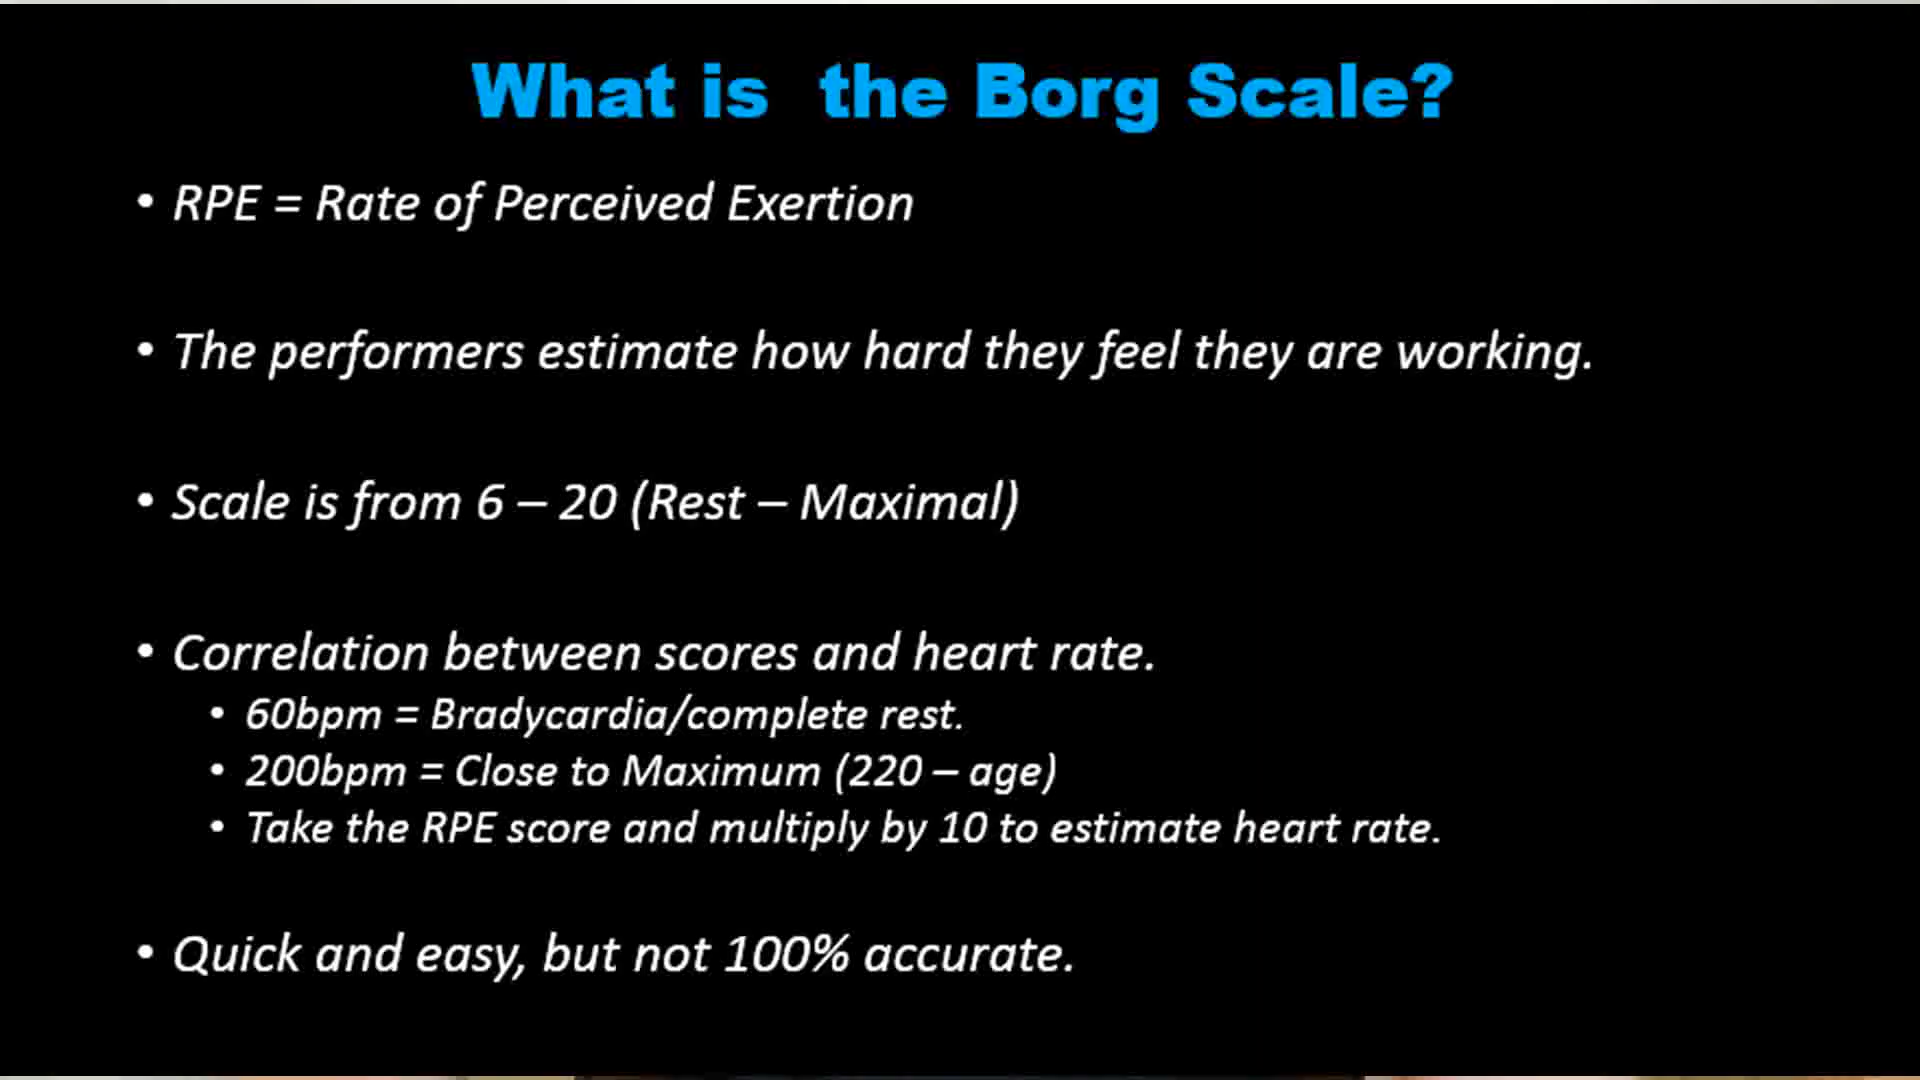 What is  the Borg Scale?
• RPE = Rate of Perceived Exertion
• The performers estimate how hard they feel they are working.
• Scale is from 6 – 20 (Rest – Maximal)
• Correlation between scores and heart rate.
• 60bpm = Bradycardia/complete rest.
• 200bpm = Close to Maximum (220 – age)
• Take the RPE score and multiply by 10 to estimate heart rate.
• Quick and easy, but not 100% accurate.